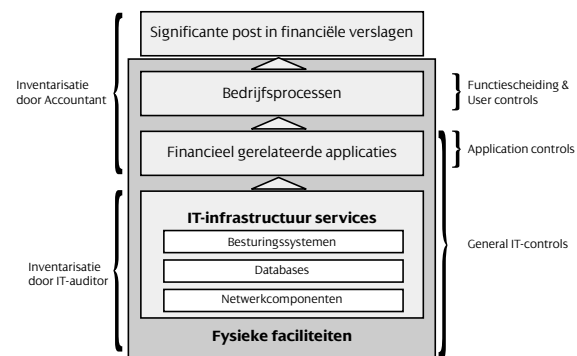 Significante post in financiële verslagen
Inventarisatie
door Accountant
Bedrijfsprocessen
Functiescheiding &
User controls
Financieel gerelateerde applicaties
Application controls
IT-infrastructuur services
Besturingssystemen
Databases
Netwerkcomponenten
General IT-controls
Inventarisatie
door IT-auditor
Fysieke faciliteiten